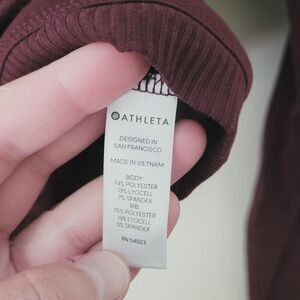 ATHLETA
DESIGNED IN
SAN FRANCISCO
MADE IN VIETNAM
BODY:
74% POLYESTER
19% LYOCELL
7% SPANDEX
RIB:
76% POLYESTER
19% LYOCELL
5% SPANDEX
RN 54023